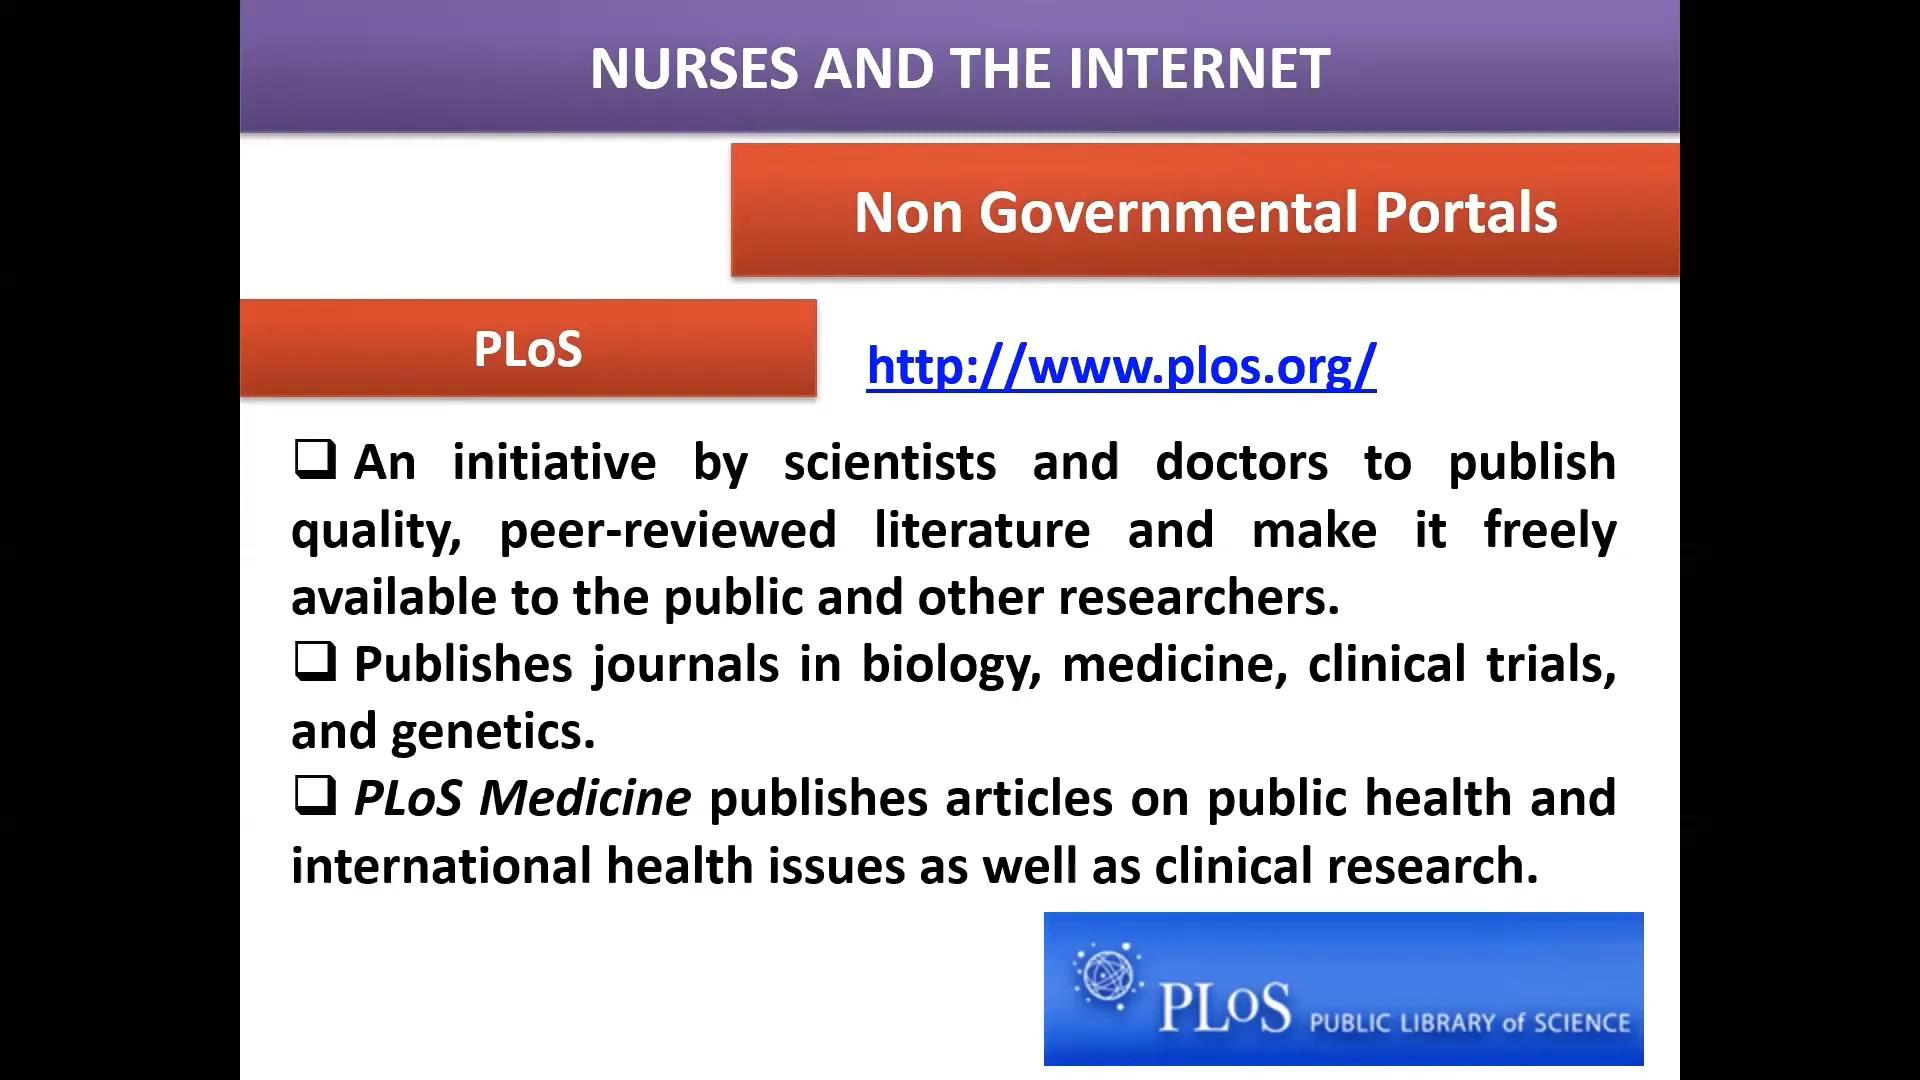 NURSES AND THE INTERNET
Non Governmental Portals
PLoS
http://www.plos.org/
❑ An initiative by scientists and doctors to publish
quality, peer-reviewed literature and make it freely
available to the public and other researchers.
❑ Publishes journals in biology, medicine, clinical trials,
and genetics.
❑ PLoS Medicine publishes articles on public health and
international health issues as well as clinical research.
PLoS PUBLIC LIBRARY of SCIENCE